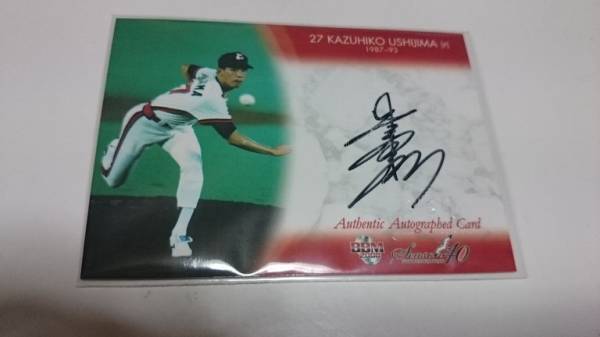 27 KAZUHIKO USHIJIMA [P]
1987-93
Authentic Autographed Card
BBM